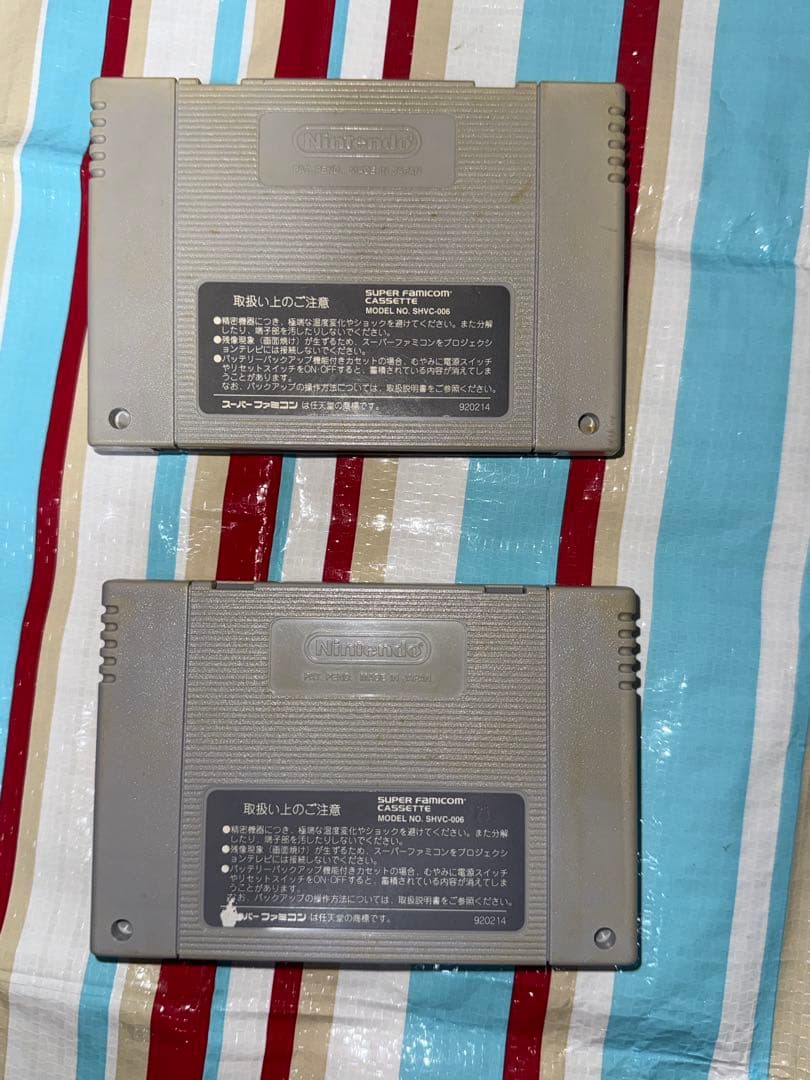 Nintendo
PAT. PEND. MADE IN JAPAN
取扱い上のご注意
SUPER FAMICOM
CASSETTE
MODEL NO. SHVC-006
●精密機器につき、極端な温度変化やショックを避けてください。また分解
したり、端子部を汚したりしないでください。
●残像現象（画面焼け）が生ずるため、スーパーファミコンをプロジェクシ
ョンテレビには接続しないでください。
●バッテリーバックアップ機能付きカセットの場合、むやみに電源スイッチ
やリセットスイッチをON・OFFすると、蓄積されている内容が消えてしま
うことがあります。
なお、バックアップの操作方法については、取扱説明書をご参照ください。
スーパーファミコン は任天堂の商標です。 920214
Nintendo
PAT. PEND. MADE IN JAPAN
取扱い上のご注意
SUPER FAMICOM
CASSETTE
MODEL NO. SHVC-006
●精密機器につき、極端な温度変化やショックを避けてください。また分解
したり、端子部を汚したりしないでください。
●残像現象（画面焼け）が生ずるため、スーパーファミコンをプロジェクシ
ョンテレビには接続しないでください。
●バッテリーバックアップ機能付きカセットの場合、むやみに電源スイッチ
やリセットスイッチをON・OFFすると、蓄積されている内容が消えてしま
うことがあります。
なお、バックアップの操作方法については、取扱説明書をご参照ください。
パーファミコン は任天堂の商標です。 920214